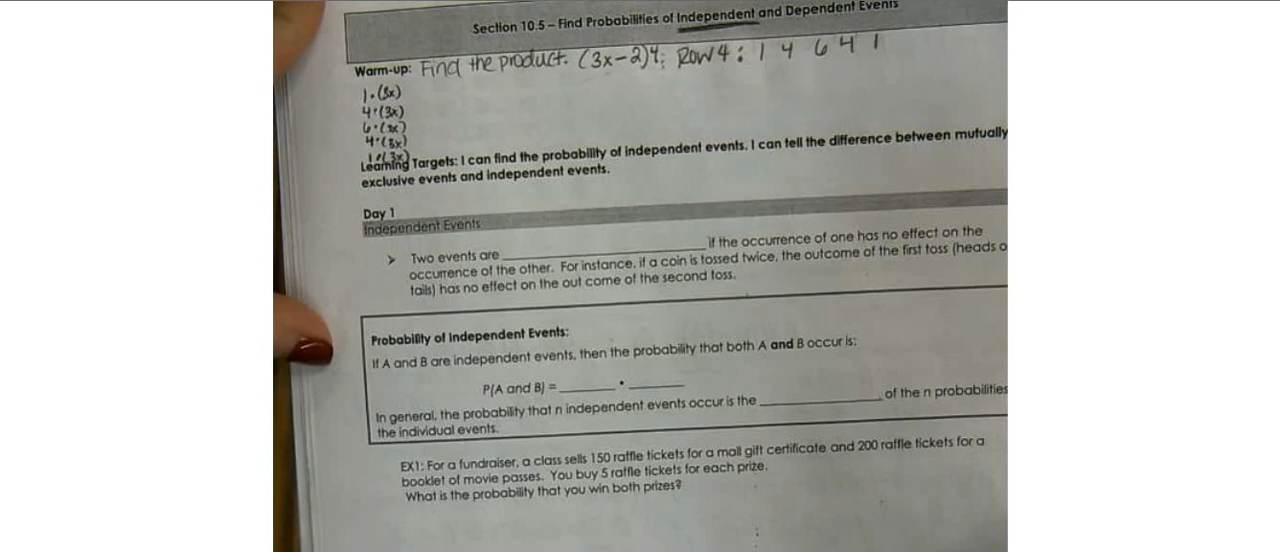 Section 10.5 – Find Probabilities of Independent and Dependent Events
Warm-up: Find the product. (3x-2)4; Row 4: 1 4 6 4 1
1·(3x)
4·(3x)
6·(3x)
4·(3x)
1·(3x)
Learning Targets: I can find the probability of independent events. I can tell the difference between mutually
exclusive events and independent events.
Day 1
Independent Events
➢ Two events are ____________________ if the occurrence of one has no effect on the
occurrence of the other. For instance, if a coin is tossed twice, the outcome of the first toss (heads o
tails) has no effect on the out come of the second toss.
Probability of Independent Events:
If A and B are independent events, then the probability that both A and B occur is:
P(A and B) = ______ · ______
In general, the probability that n independent events occur is the ____________ of the n probabilities
the individual events.
EX1: For a fundraiser, a class sells 150 raffle tickets for a mall gift certificate and 200 raffle tickets for a
booklet of movie passes. You buy 5 raffle tickets for each prize.
What is the probability that you win both prizes?